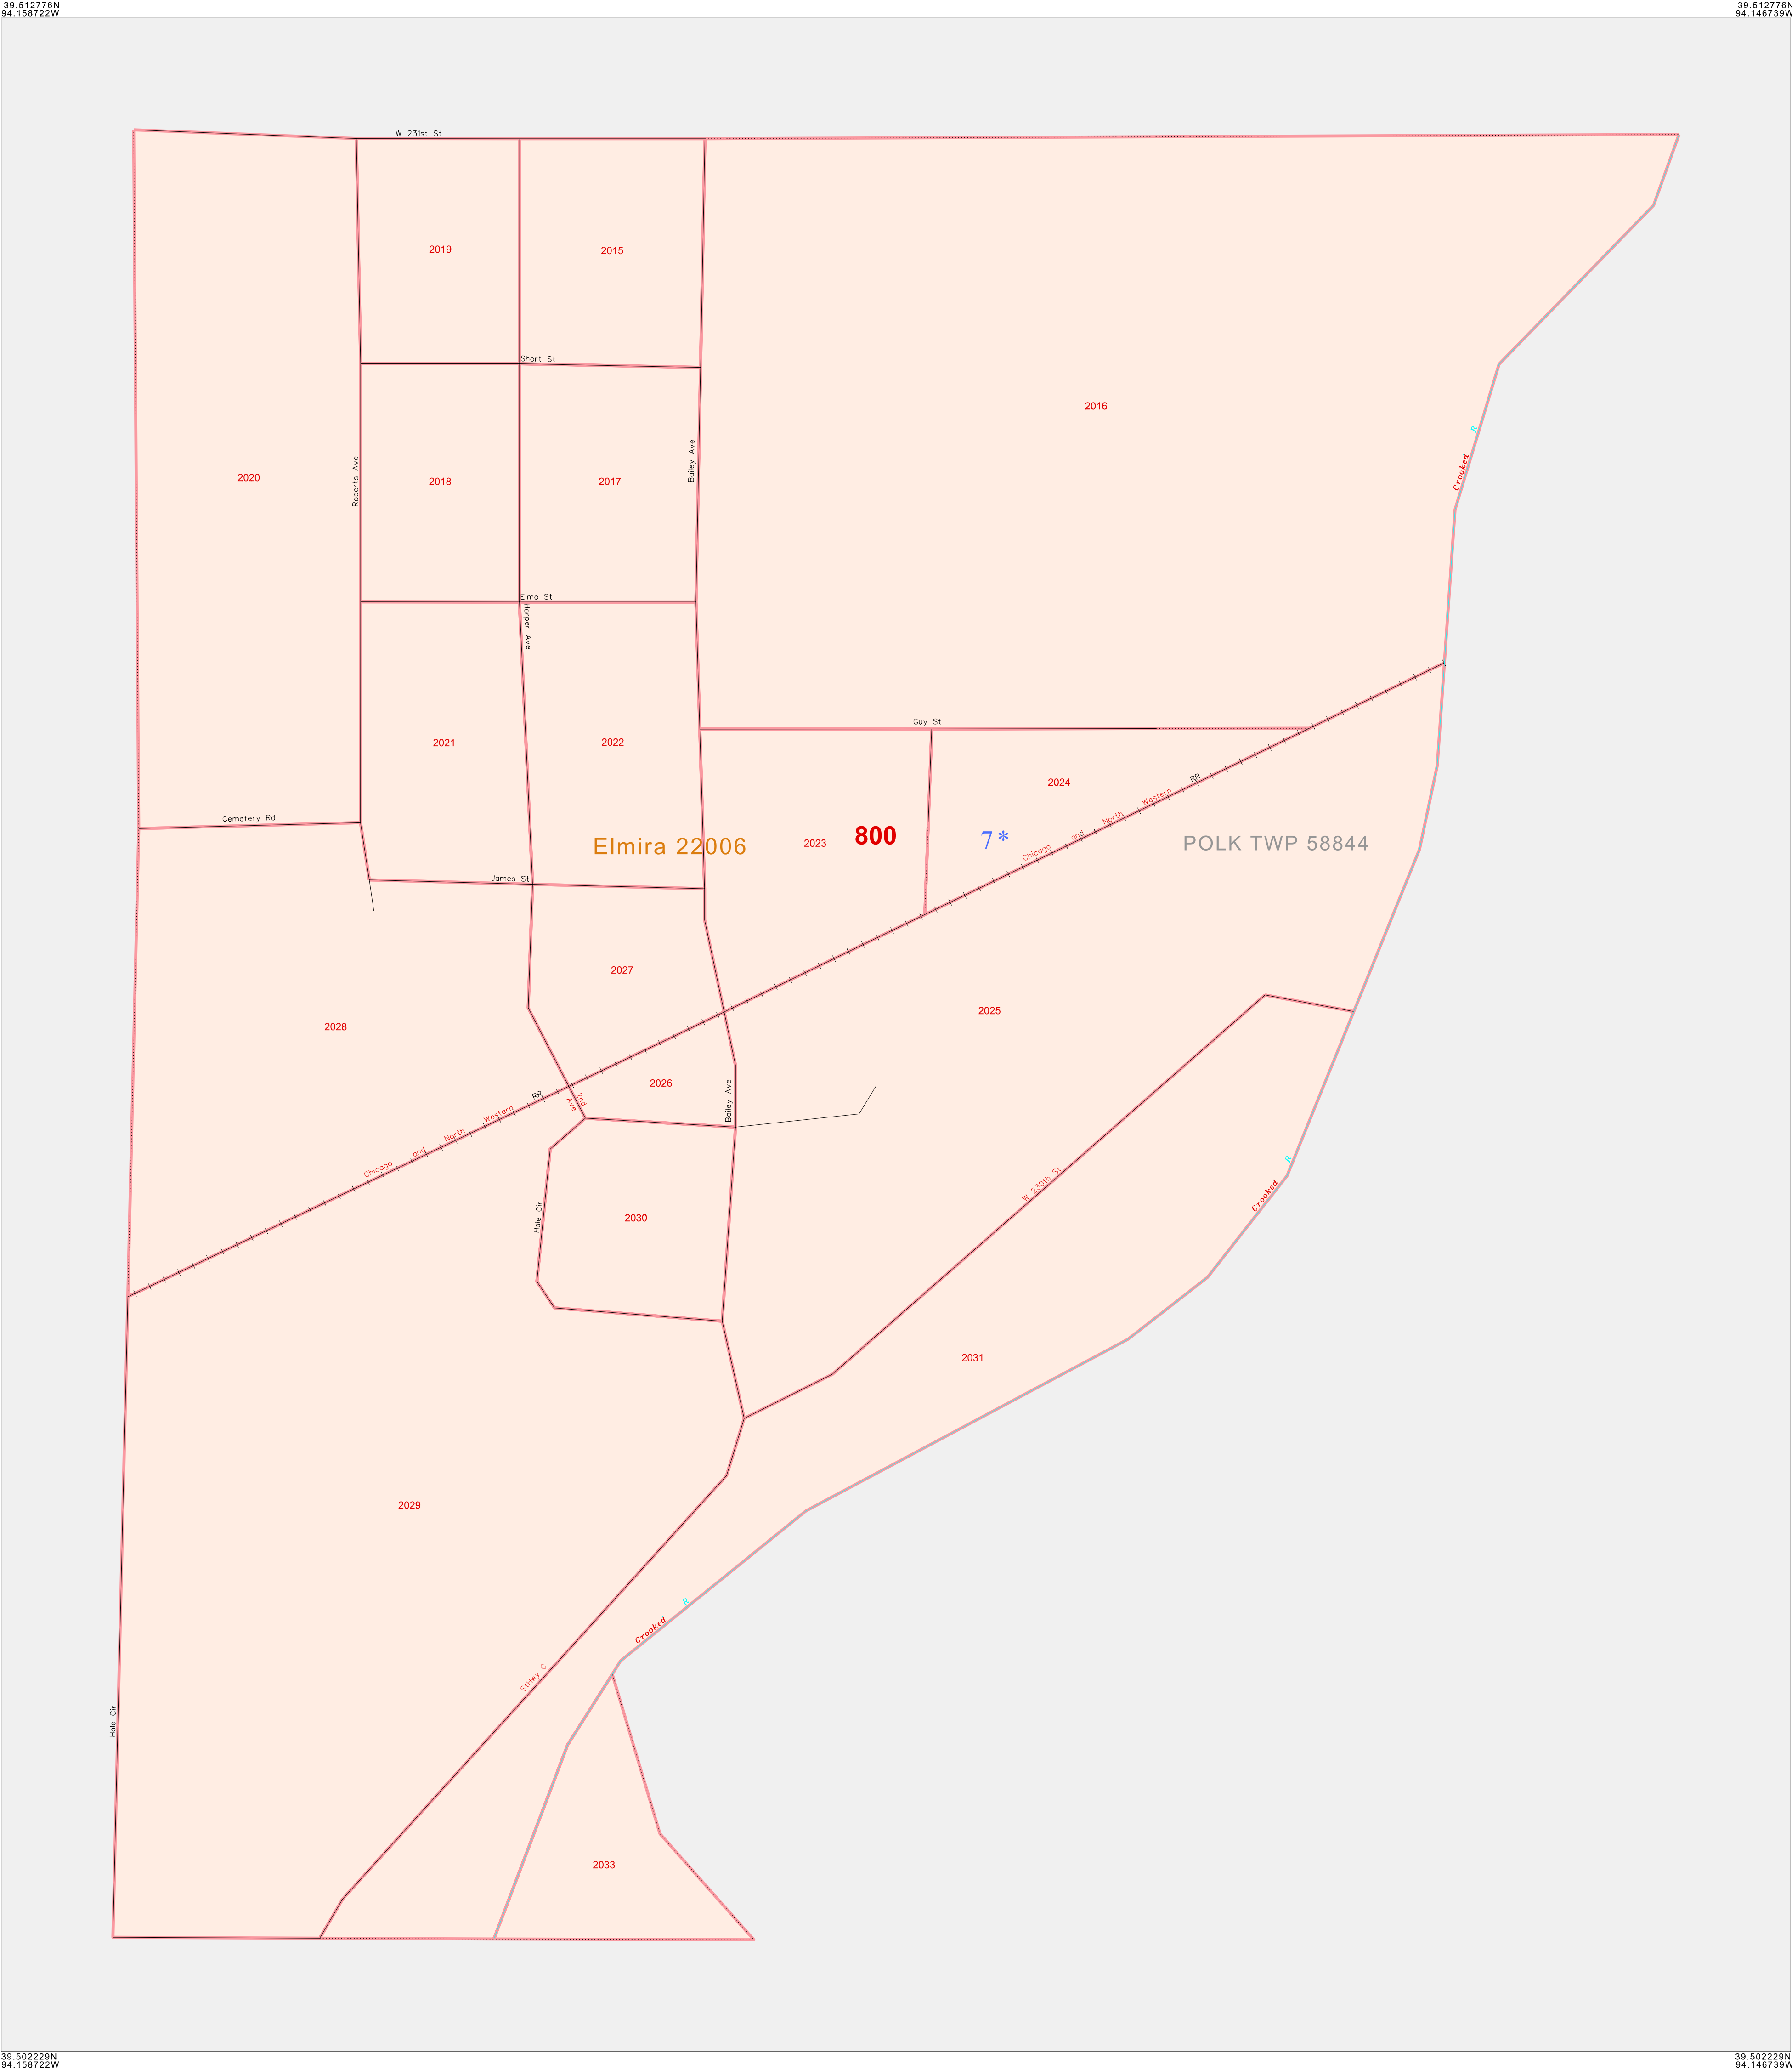 39.512776N
94.158722W
39.512776N
94.146739W
W 231st St
2019
2015
Short St
2016
R
Crooked
Bailey Ave
Roberts Ave
2020
2018
2017
Elmo St
Harper Ave
Guy St
2021
2022
2024
RR
Chicago and North Western
Cemetery Rd
Elmira 22006
2023
800
7*
POLK TWP 58844
James St
2027
2025
2028
2026
2nd Ave
Bailey Ave
RR
Chicago and North Western
Hale Cir
2030
W 230th St
R
Crooked
2031
2029
R
Crooked
StHwy C
Hale Cir
2033
39.502229N
94.158722W
39.502229N
94.146739W